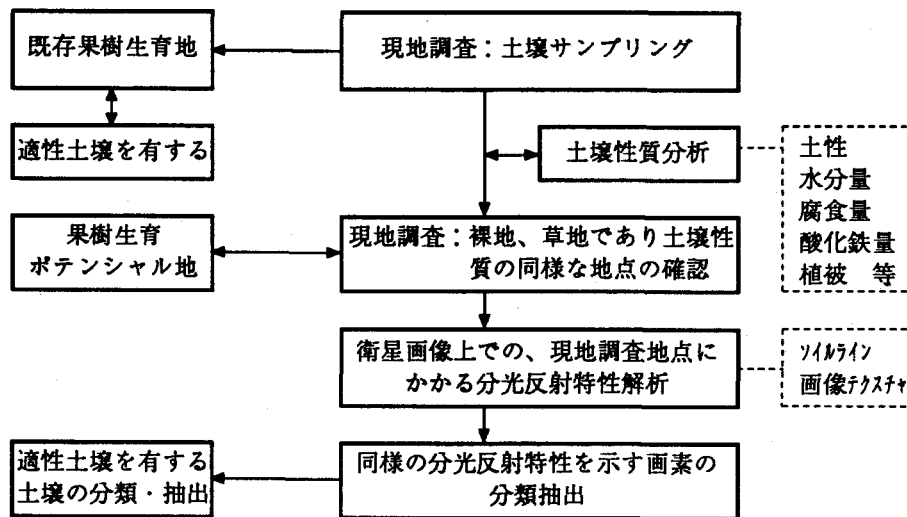 既存果樹生育地
現地調査：土壌サンプリング
適性土壌を有する
土壌性質分析
土性
水分量
腐食量
酸化鉄量
植被　等
果樹生育
ポテンシャル地
現地調査：裸地、草地であり土壌性
質の同様な地点の確認
衛星画像上での、現地調査地点に
かかる分光反射特性解析
ソイルライン
画像テクスチャ
適性土壌を有する
土壌の分類・抽出
同様の分光反射特性を示す画素の
分類抽出